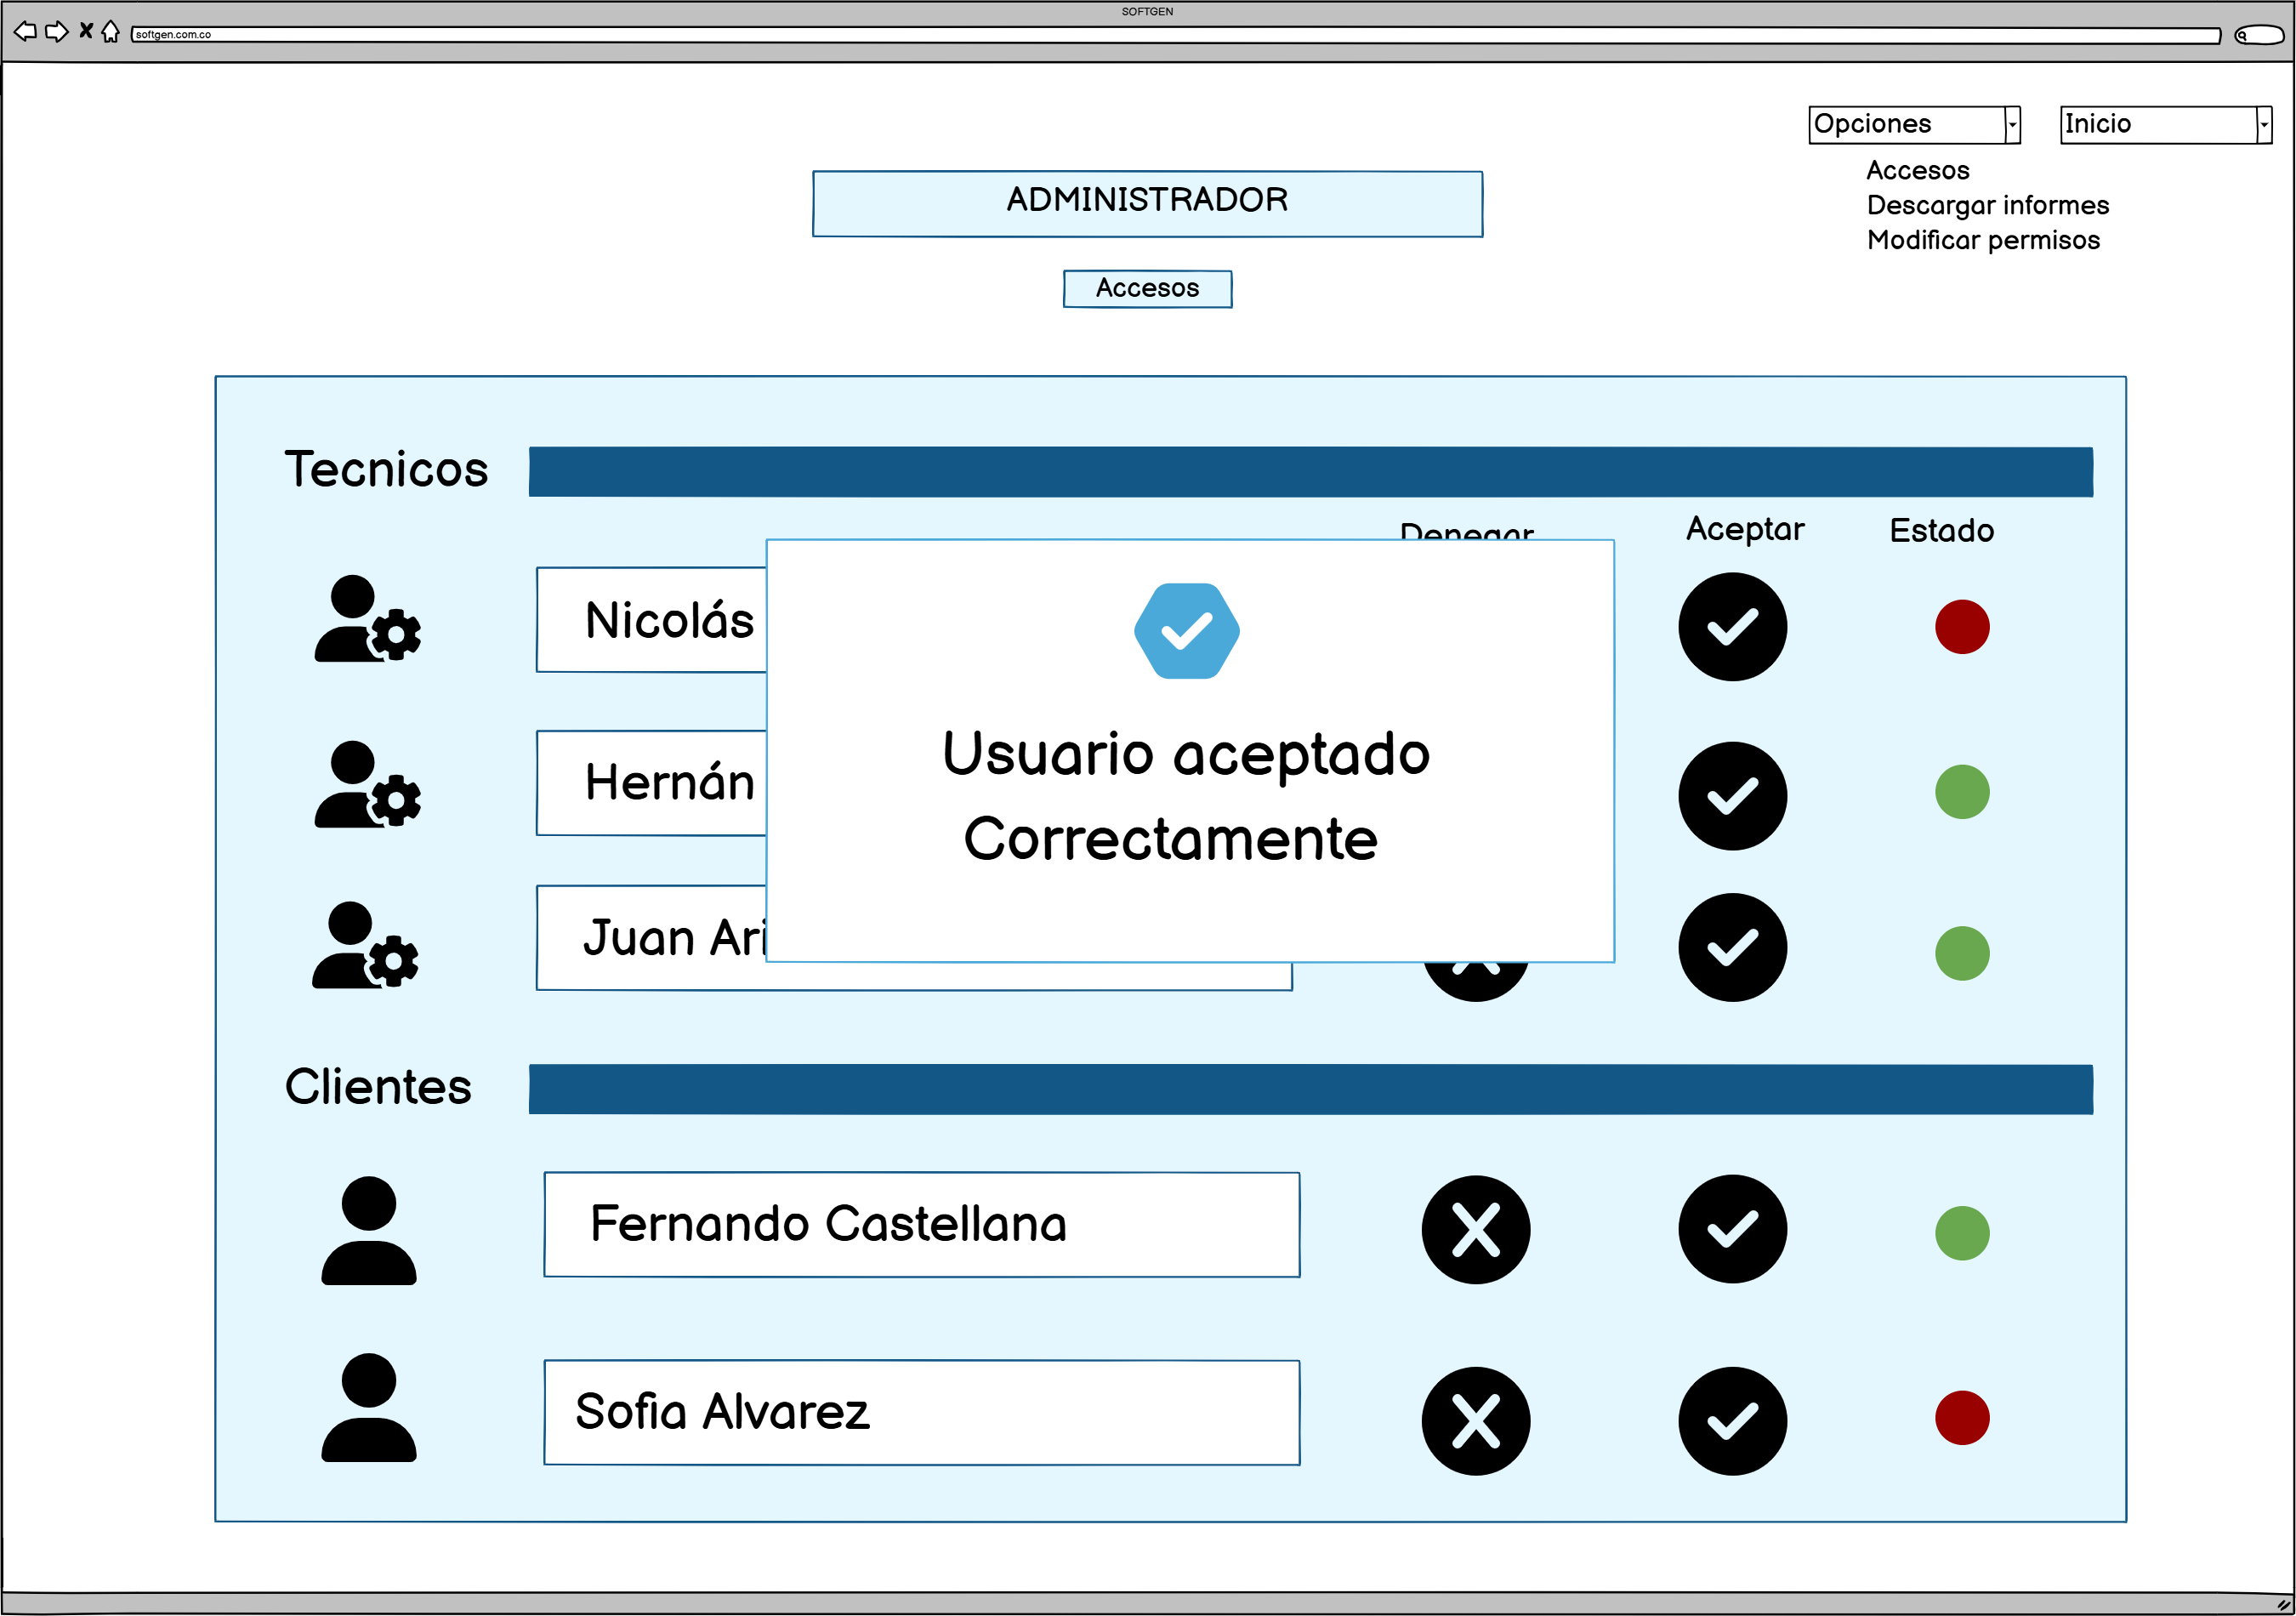 SOFTGEN
softgen.com.co
Opciones
Inicio
Accesos
Descargar informes
Modificar permisos
ADMINISTRADOR
Accesos
Tecnicos
Denegar
Aceptar
Estado
Nicolás
Hernán
Juan Ari
Usuario aceptado
Correctamente
Clientes
Fernando Castellana
Sofia Alvarez